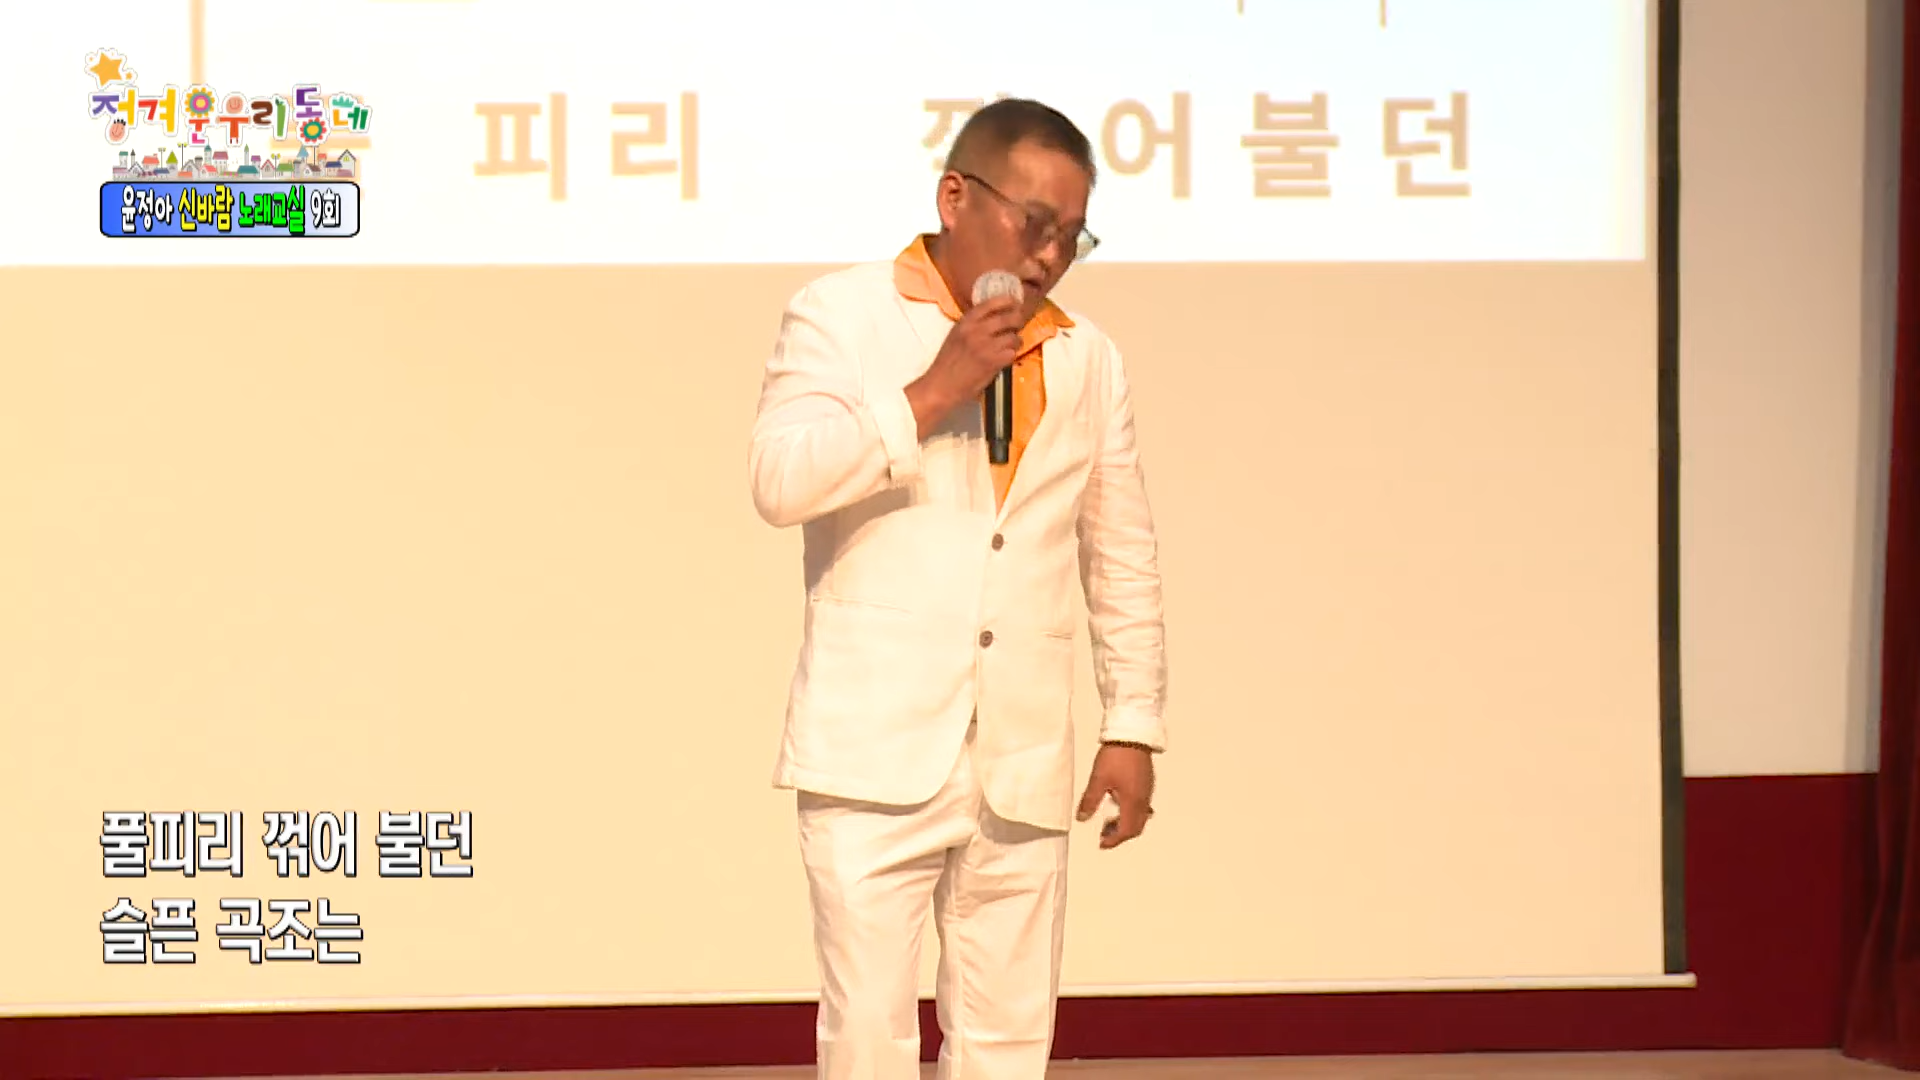 정겨운우리동네
윤정아 신바람 노래교실 9회
피리 꺾어불던
풀피리 꺾어 불던
슬픈 곡조는